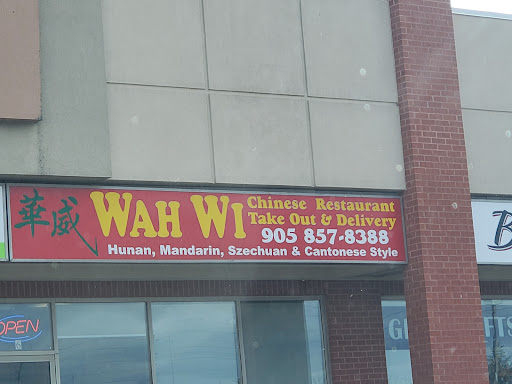 華威
WAH WI
Chinese Restaurant
Take Out & Delivery
905 857-8388
Hunan, Mandarin, Szechuan & Cantonese Style
OPEN
B